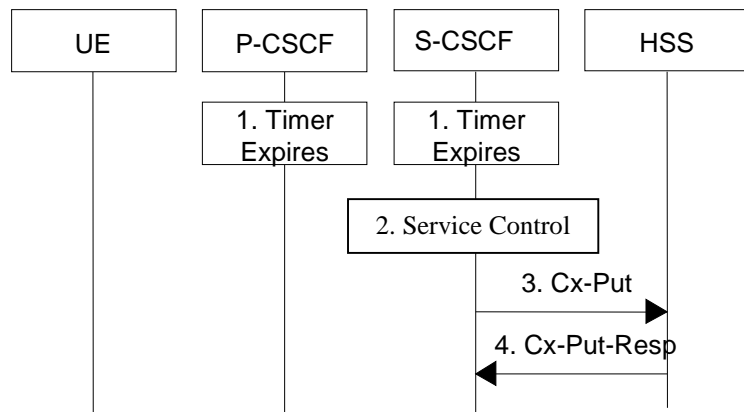 UE
P-CSCF
S-CSCF
HSS
1. Timer
Expires
1. Timer
Expires
2. Service Control
3. Cx-Put
4. Cx-Put-Resp